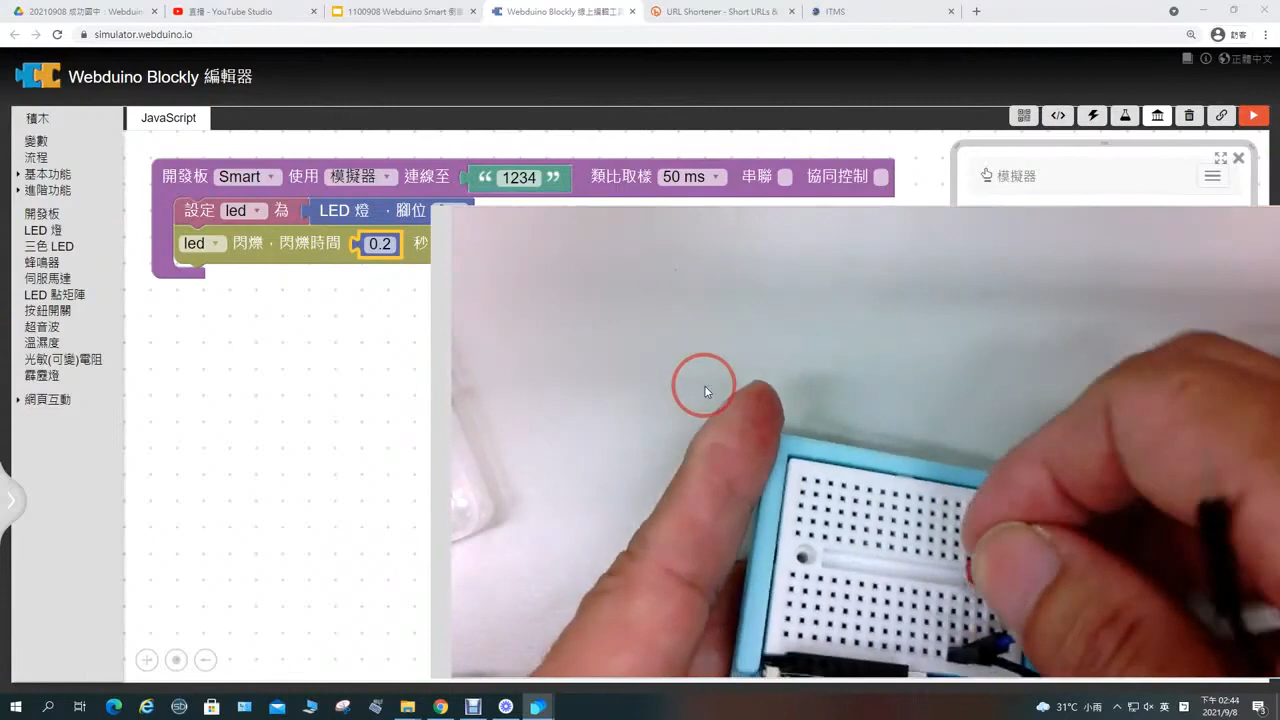 20210908 成功國中：Webduin
直播 - YouTube Studio
1100908 Webduino Smart 
Webduino Blockly 線上編輯工
URL Shortener - Short URLs &
ITMS
simulator.webduino.io
訪客
Webduino Blockly 編輯器
正體中文
積木
JavaScript
變數
流程
基本功能
進階功能
開發板
LED 燈
三色 LED
蜂鳴器
伺服馬達
LED 點矩陣
按鈕開關
超音波
溫濕度
光敏(可變)電阻
霹靂燈
網頁互動
開發板 Smart 使用 模擬器 連線至 “ 1234 ” 類比取樣 50 ms 串聯 協同控制
設定 led 為 LED 燈 ，腳位
led 閃爍，閃爍時間 0.2 秒
模擬器
31°C 小雨
英
下午 02:44
2021/9/8